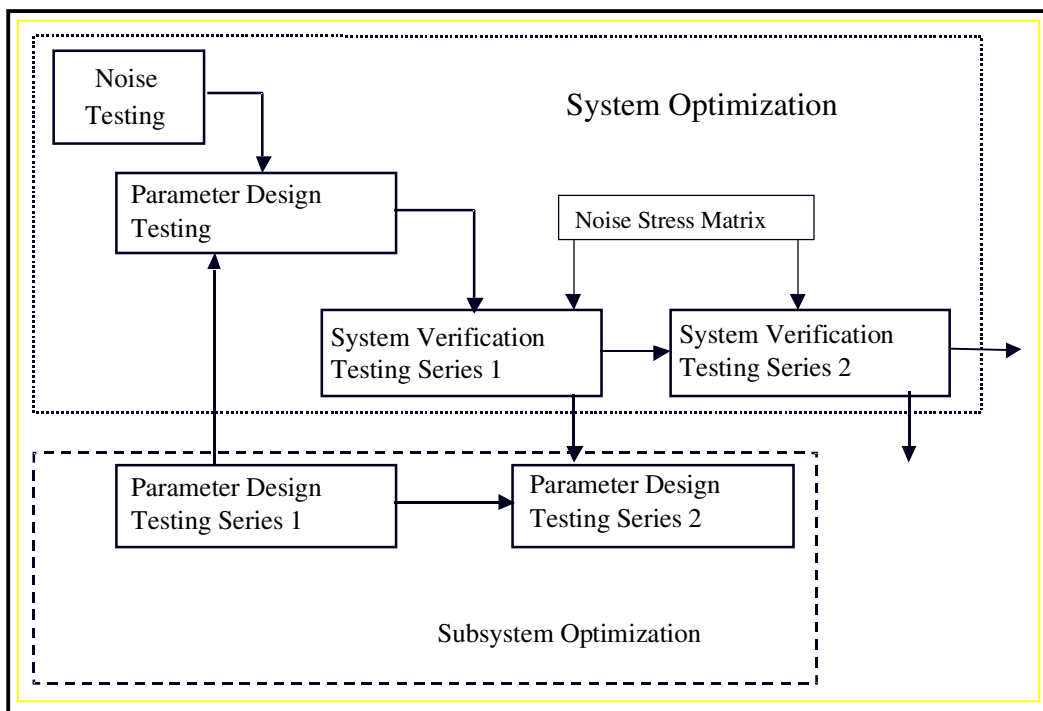 Noise
Testing
System Optimization
Parameter Design
Testing
Noise Stress Matrix
System Verification
Testing Series 1
System Verification
Testing Series 2
Parameter Design
Testing Series 1
Parameter Design
Testing Series 2
Subsystem Optimization